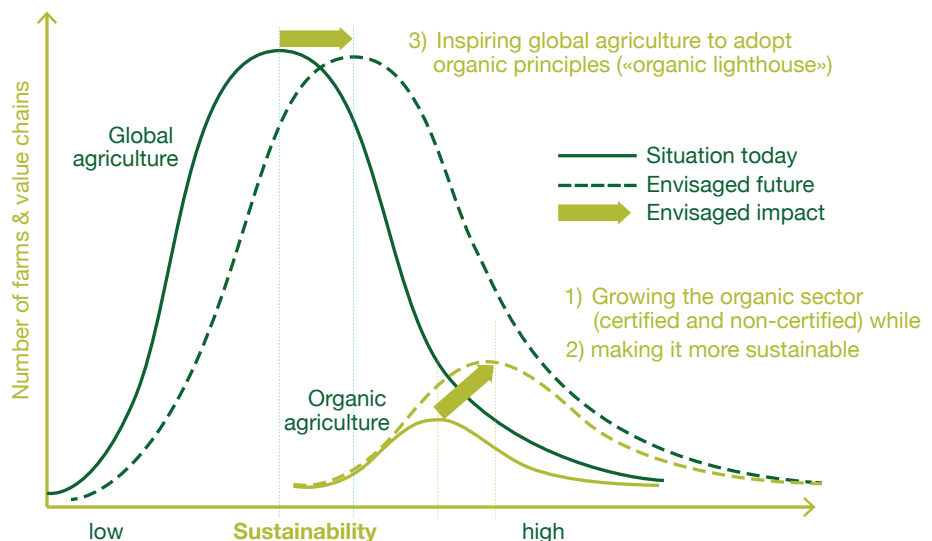 3) Inspiring global agriculture to adopt
organic principles («organic lighthouse»)
Global
agriculture
Situation today
Envisaged future
Envisaged impact
Number of farms & value chains
1) Growing the organic sector
(certified and non-certified) while
2) making it more sustainable
Organic
agriculture
low
Sustainability
high